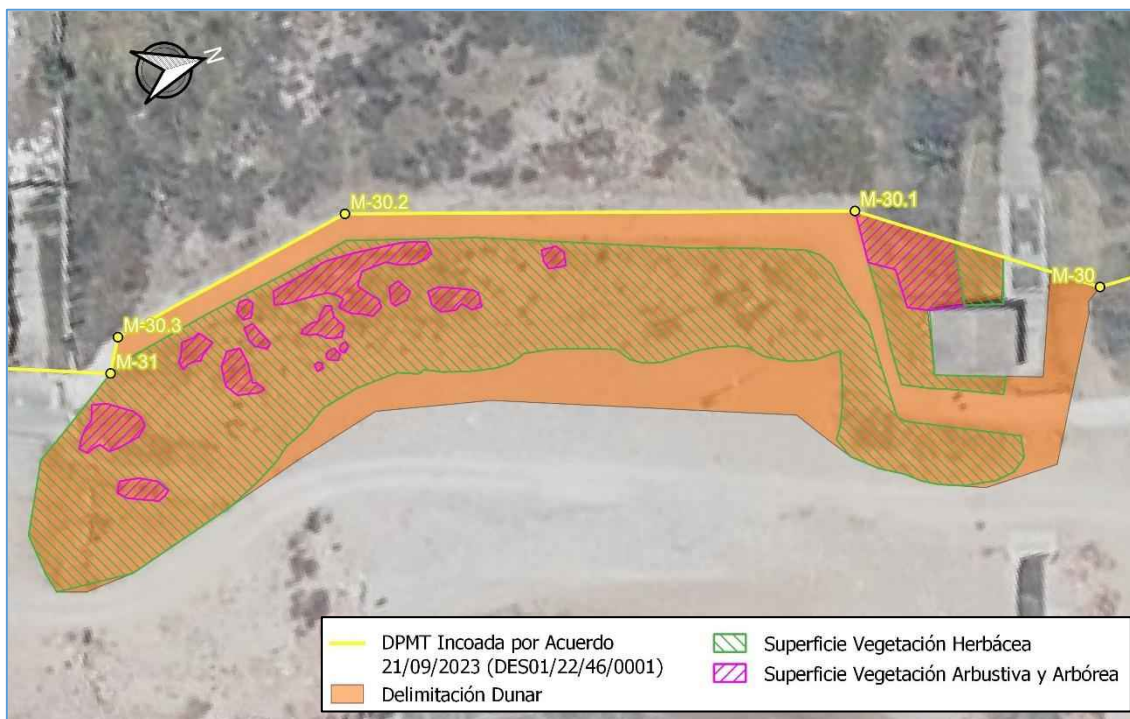 N
M-30.2
M-30.1
M-30
M-30.3
M-31
DPMT Incoada por Acuerdo
21/09/2023 (DES01/22/46/0001)
Delimitación Dunar
Superficie Vegetación Herbácea
Superficie Vegetación Arbustiva y Arbórea